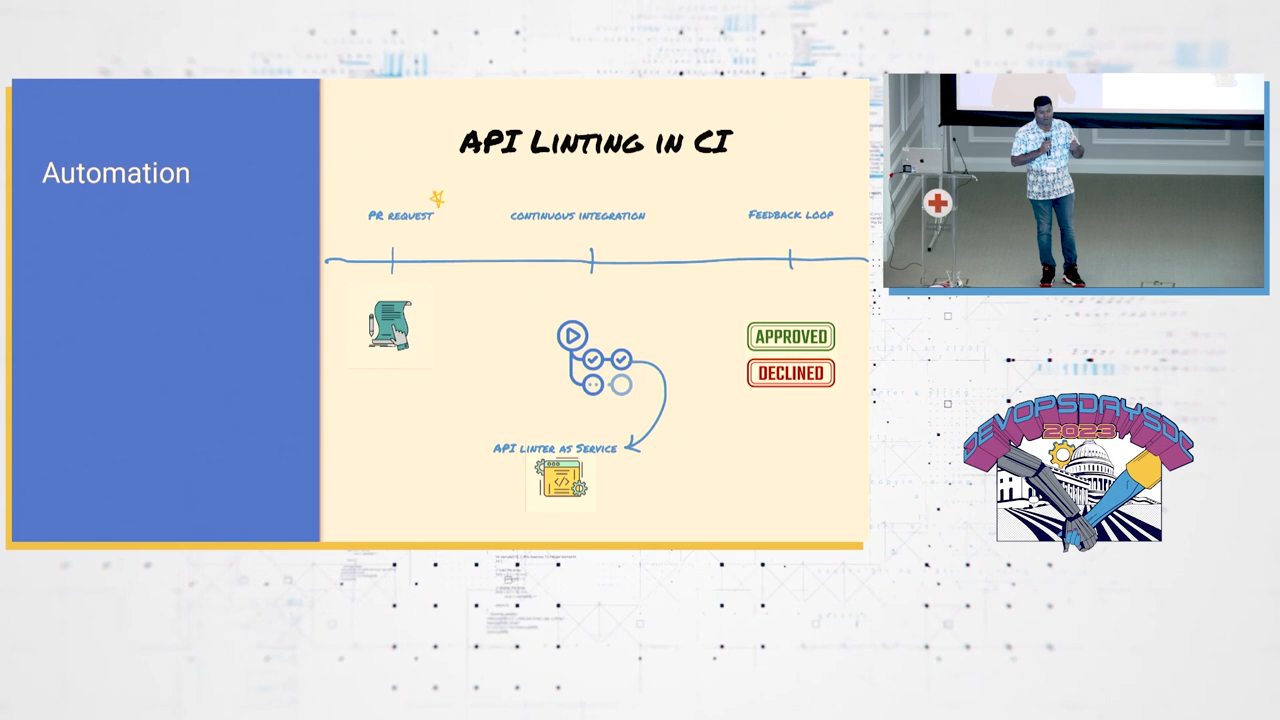 Automation
API Linting in CI
PR request
continuous integration
Feedback loop
APPROVED
DECLINED
API linter as Service
</>
DEVOPSDAYSDC
2023